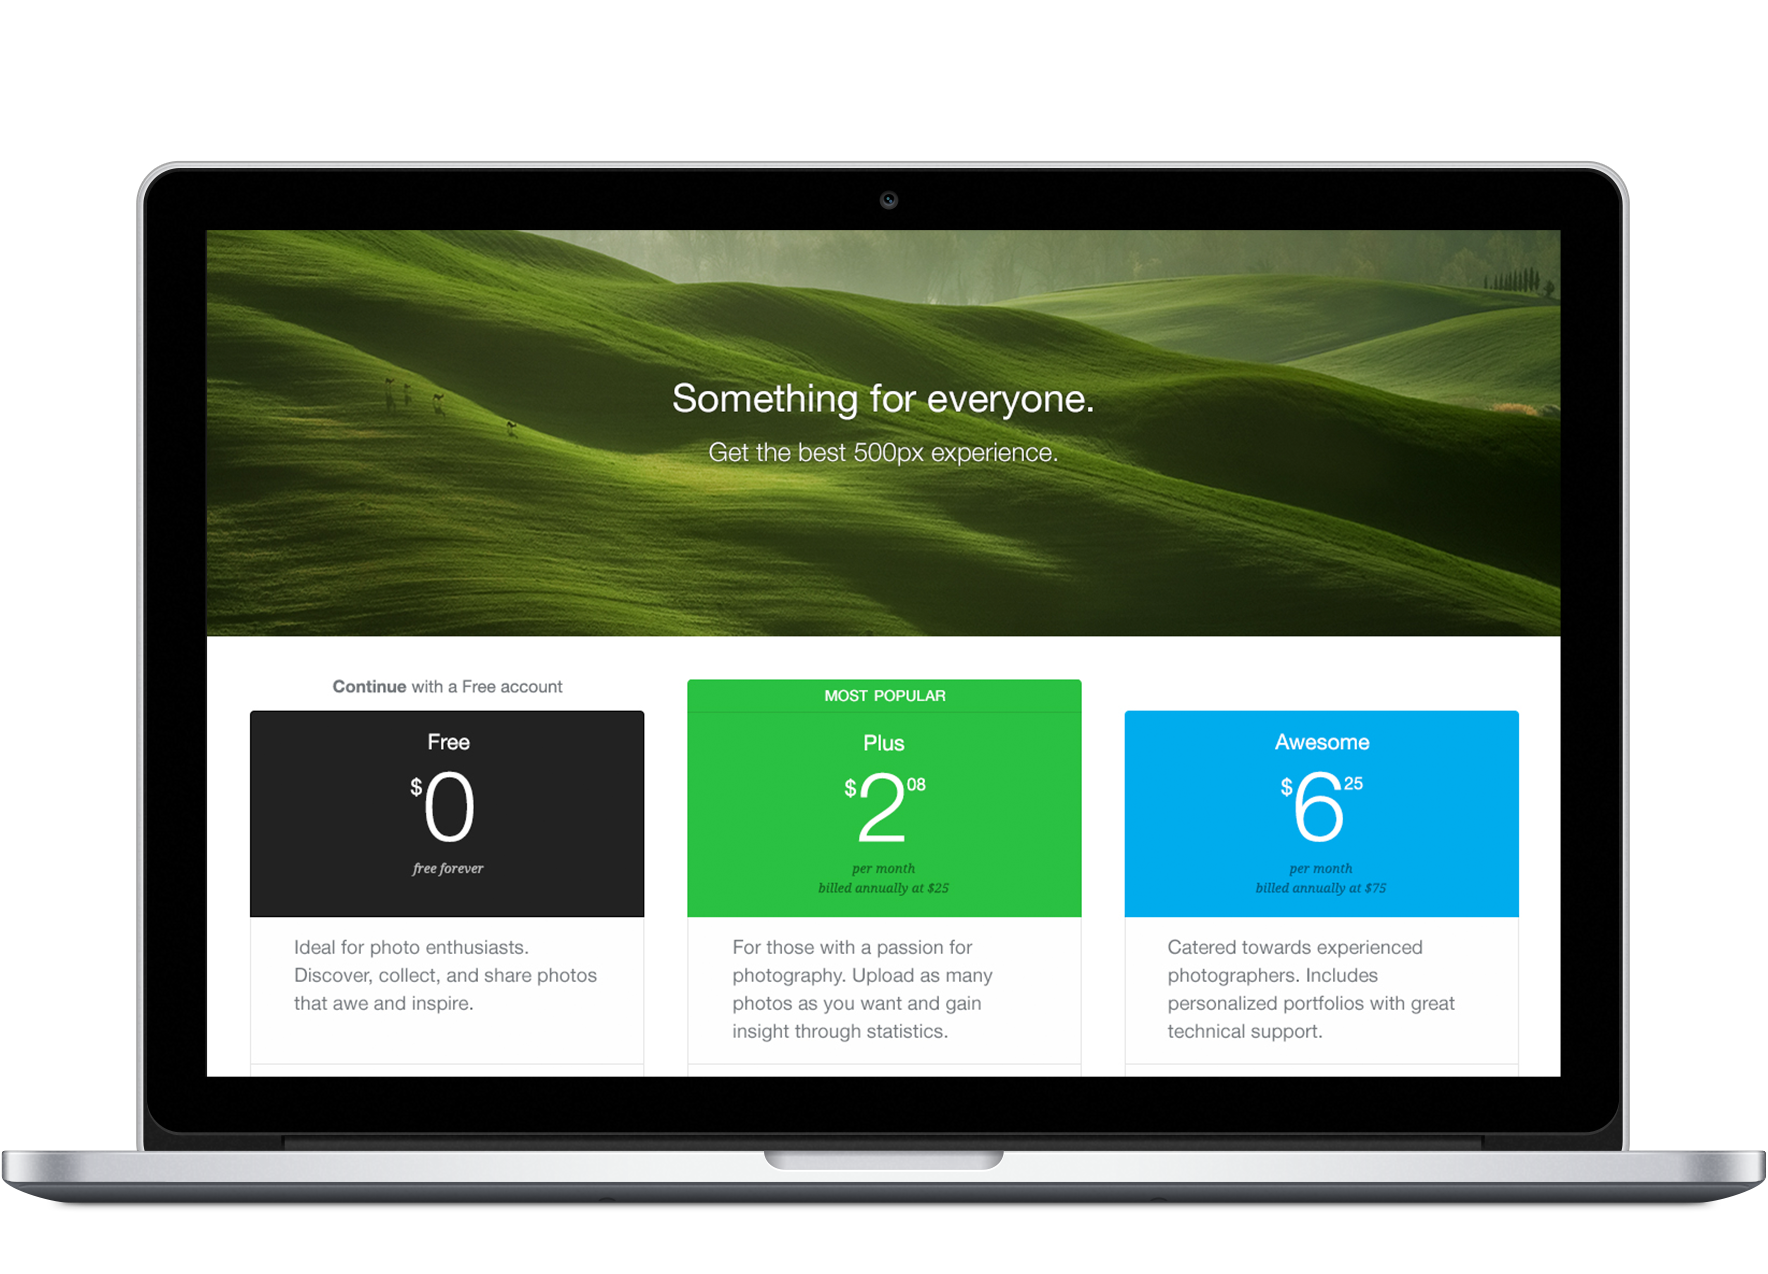 Something for everyone.
Get the best 500px experience.
Continue with a Free account
Free
$0
free forever
Ideal for photo enthusiasts.
Discover, collect, and share photos
that awe and inspire.
MOST POPULAR
Plus
$2 08
per month
billed annually at $25
For those with a passion for
photography. Upload as many
photos as you want and gain
insight through statistics.
Awesome
$6 25
per month
billed annually at $75
Catered towards experienced
photographers. Includes
personalized portfolios with great
technical support.